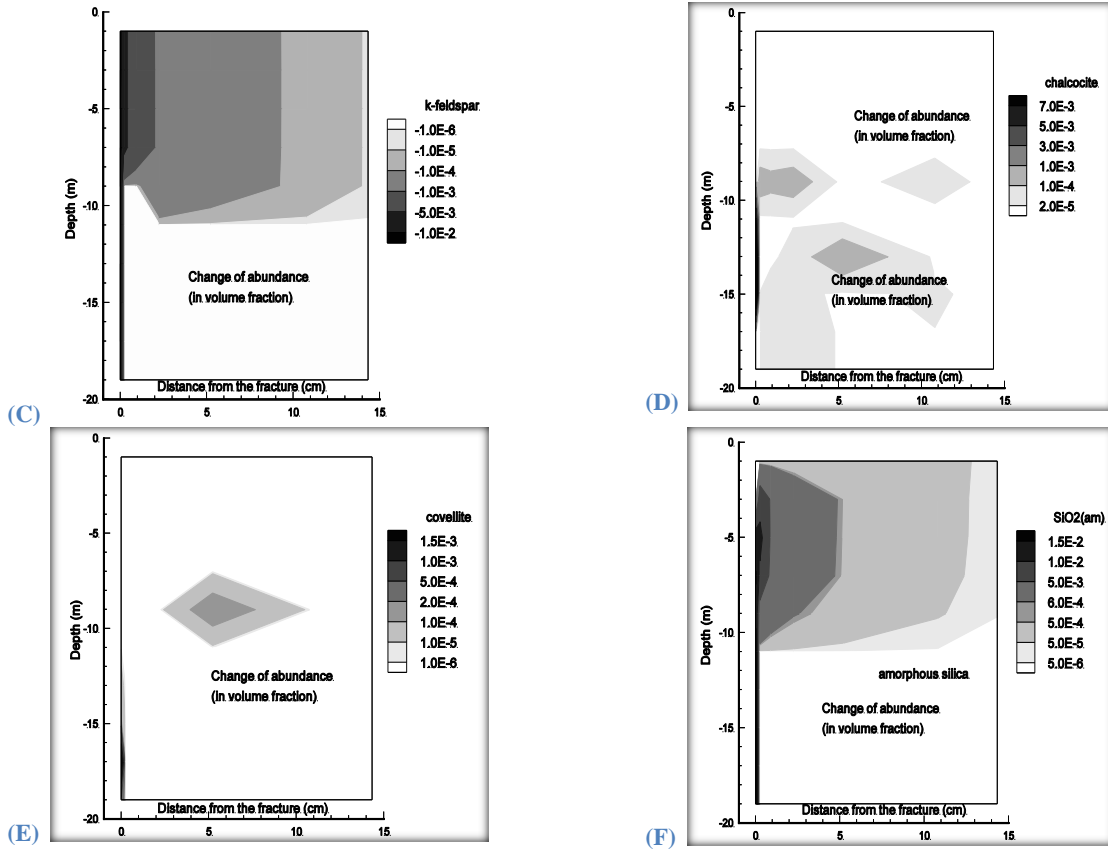 0.
-5.
-10.
-15.
-20.
Depth (m)
k-feldspar.
-1.0E-6.
-1.0E-5.
-1.0E-4.
-1.0E-3.
-5.0E-3.
-1.0E-2.
Change of abundance.
(in volume fraction).
Distance from the fracture (cm).
0. 5. 10. 15.
(C)
0.
-5.
-10.
-15.
-20.
Depth (m)
chalcocite.
7.0E-3.
5.0E-3.
3.0E-3.
1.0E-3.
1.0E-4.
2.0E-5.
Change of abundance.
(in volume fraction).
Change of abundance.
(in volume fraction).
Distance from the fracture (cm).
0. 5. 10. 15.
(D)
0.
-5.
-10.
-15.
-20.
Depth (m)
covellite.
1.5E-3.
1.0E-3.
5.0E-4.
2.0E-4.
1.0E-4.
1.0E-5.
1.0E-6.
Change of abundance.
(in volume fraction).
Distance from the fracture (cm).
0. 5. 10. 15.
(E)
0.
-5.
-10.
-15.
-20.
Depth (m)
SiO2(am).
1.5E-2.
1.0E-2.
5.0E-3.
6.0E-4.
5.0E-4.
5.0E-5.
5.0E-6.
amorphous silica.
Change of abundance.
(in volume fraction).
Distance from the fracture (cm).
0. 5. 10. 15.
(F)